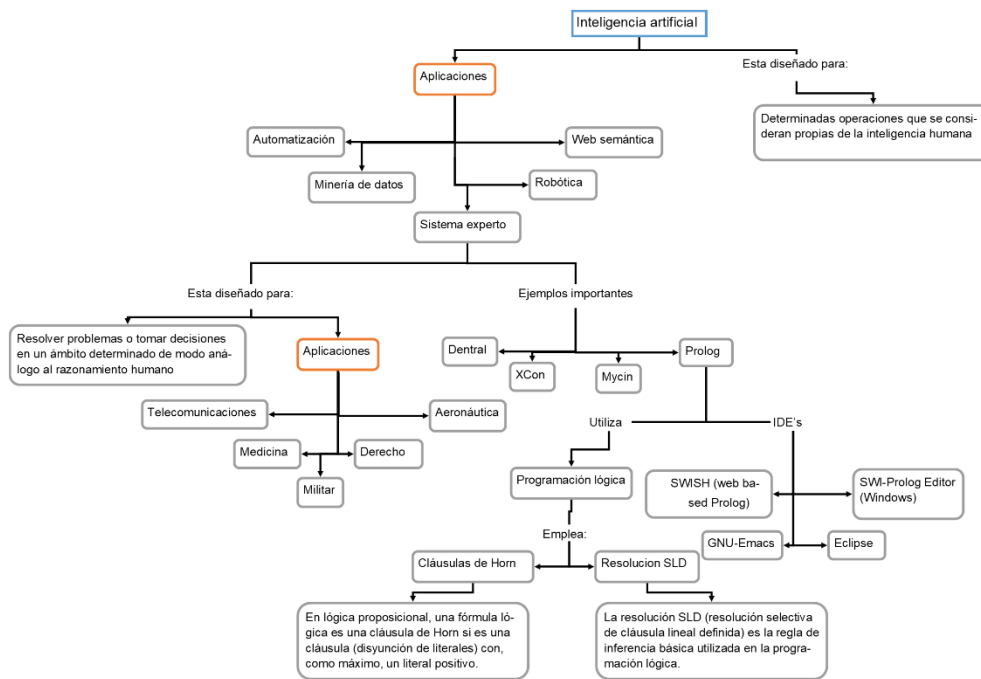 Inteligencia artificial
Aplicaciones
Esta diseñado para:
Determinadas operaciones que se consi-
deran propias de la inteligencia humana
Automatización
Web semántica
Minería de datos
Robótica
Sistema experto
Esta diseñado para:
Ejemplos importantes
Resolver problemas o tomar decisiones
en un ámbito determinado de modo aná-
logo al razonamiento humano
Aplicaciones
Dentral
XCon
Mycin
Prolog
Telecomunicaciones
Aeronáutica
Medicina
Derecho
Militar
Utiliza
IDE's
Programación lógica
SWISH (web ba-
sed Prolog)
SWI-Prolog Editor
(Windows)
GNU-Emacs
Eclipse
Emplea:
Cláusulas de Horn
Resolucion SLD
En lógica proposicional, una fórmula ló-
gica es una cláusula de Horn si es una
cláusula (disyunción de literales) con,
como máximo, un literal positivo.
La resolución SLD (resolución selectiva
de cláusula lineal definida) es la regla de
inferencia básica utilizada en la progra-
mación lógica.